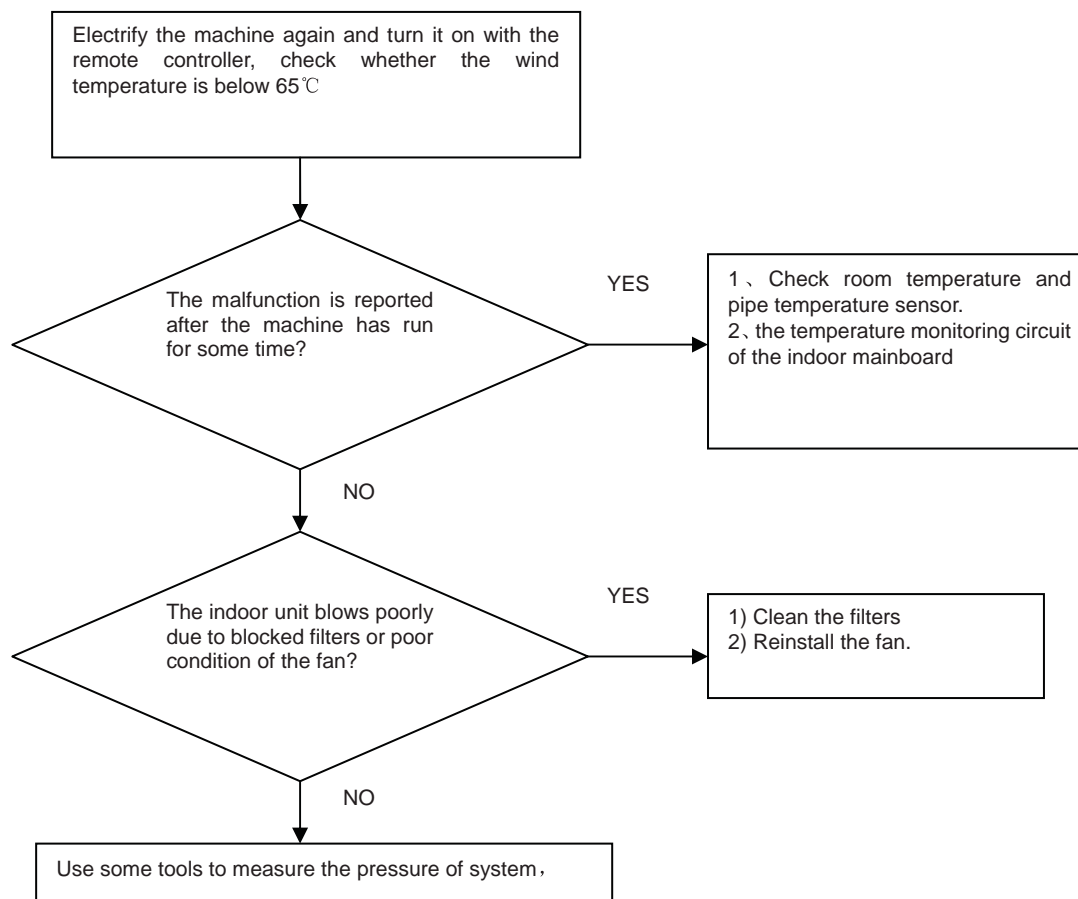 Electrify the machine again and turn it on with the
remote controller, check whether the wind
temperature is below 65℃
The malfunction is reported
after the machine has run
for some time?
YES
1、Check room temperature and
pipe temperature sensor.
2、the temperature monitoring circuit
of the indoor mainboard
NO
The indoor unit blows poorly
due to blocked filters or poor
condition of the fan?
YES
1) Clean the filters
2) Reinstall the fan.
NO
Use some tools to measure the pressure of system，